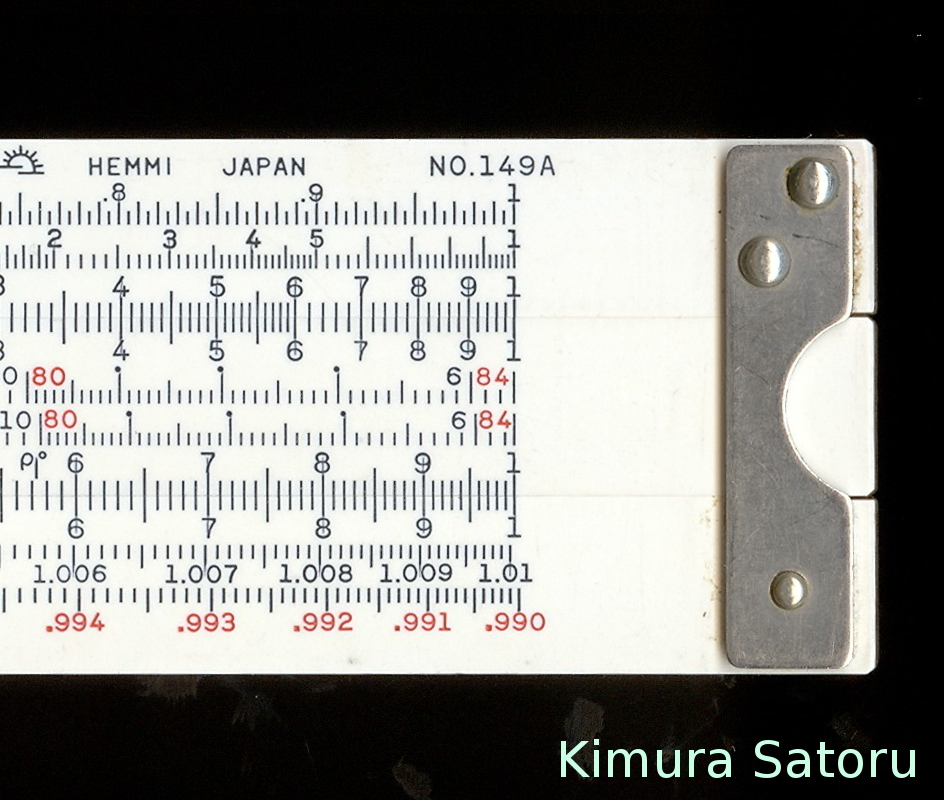 HEMMI JAPAN NO.149A
.8 .9 1
2 3 4 5 1
3 4 5 6 7 8 9 1
3 4 5 6 7 8 9 1
0 80 6 84
10 80 6 84
ρ° 6 7 8 9 1
6 7 8 9 1
1.006 1.007 1.008 1.009 1.01
.994 .993 .992 .991 .990
Kimura Satoru